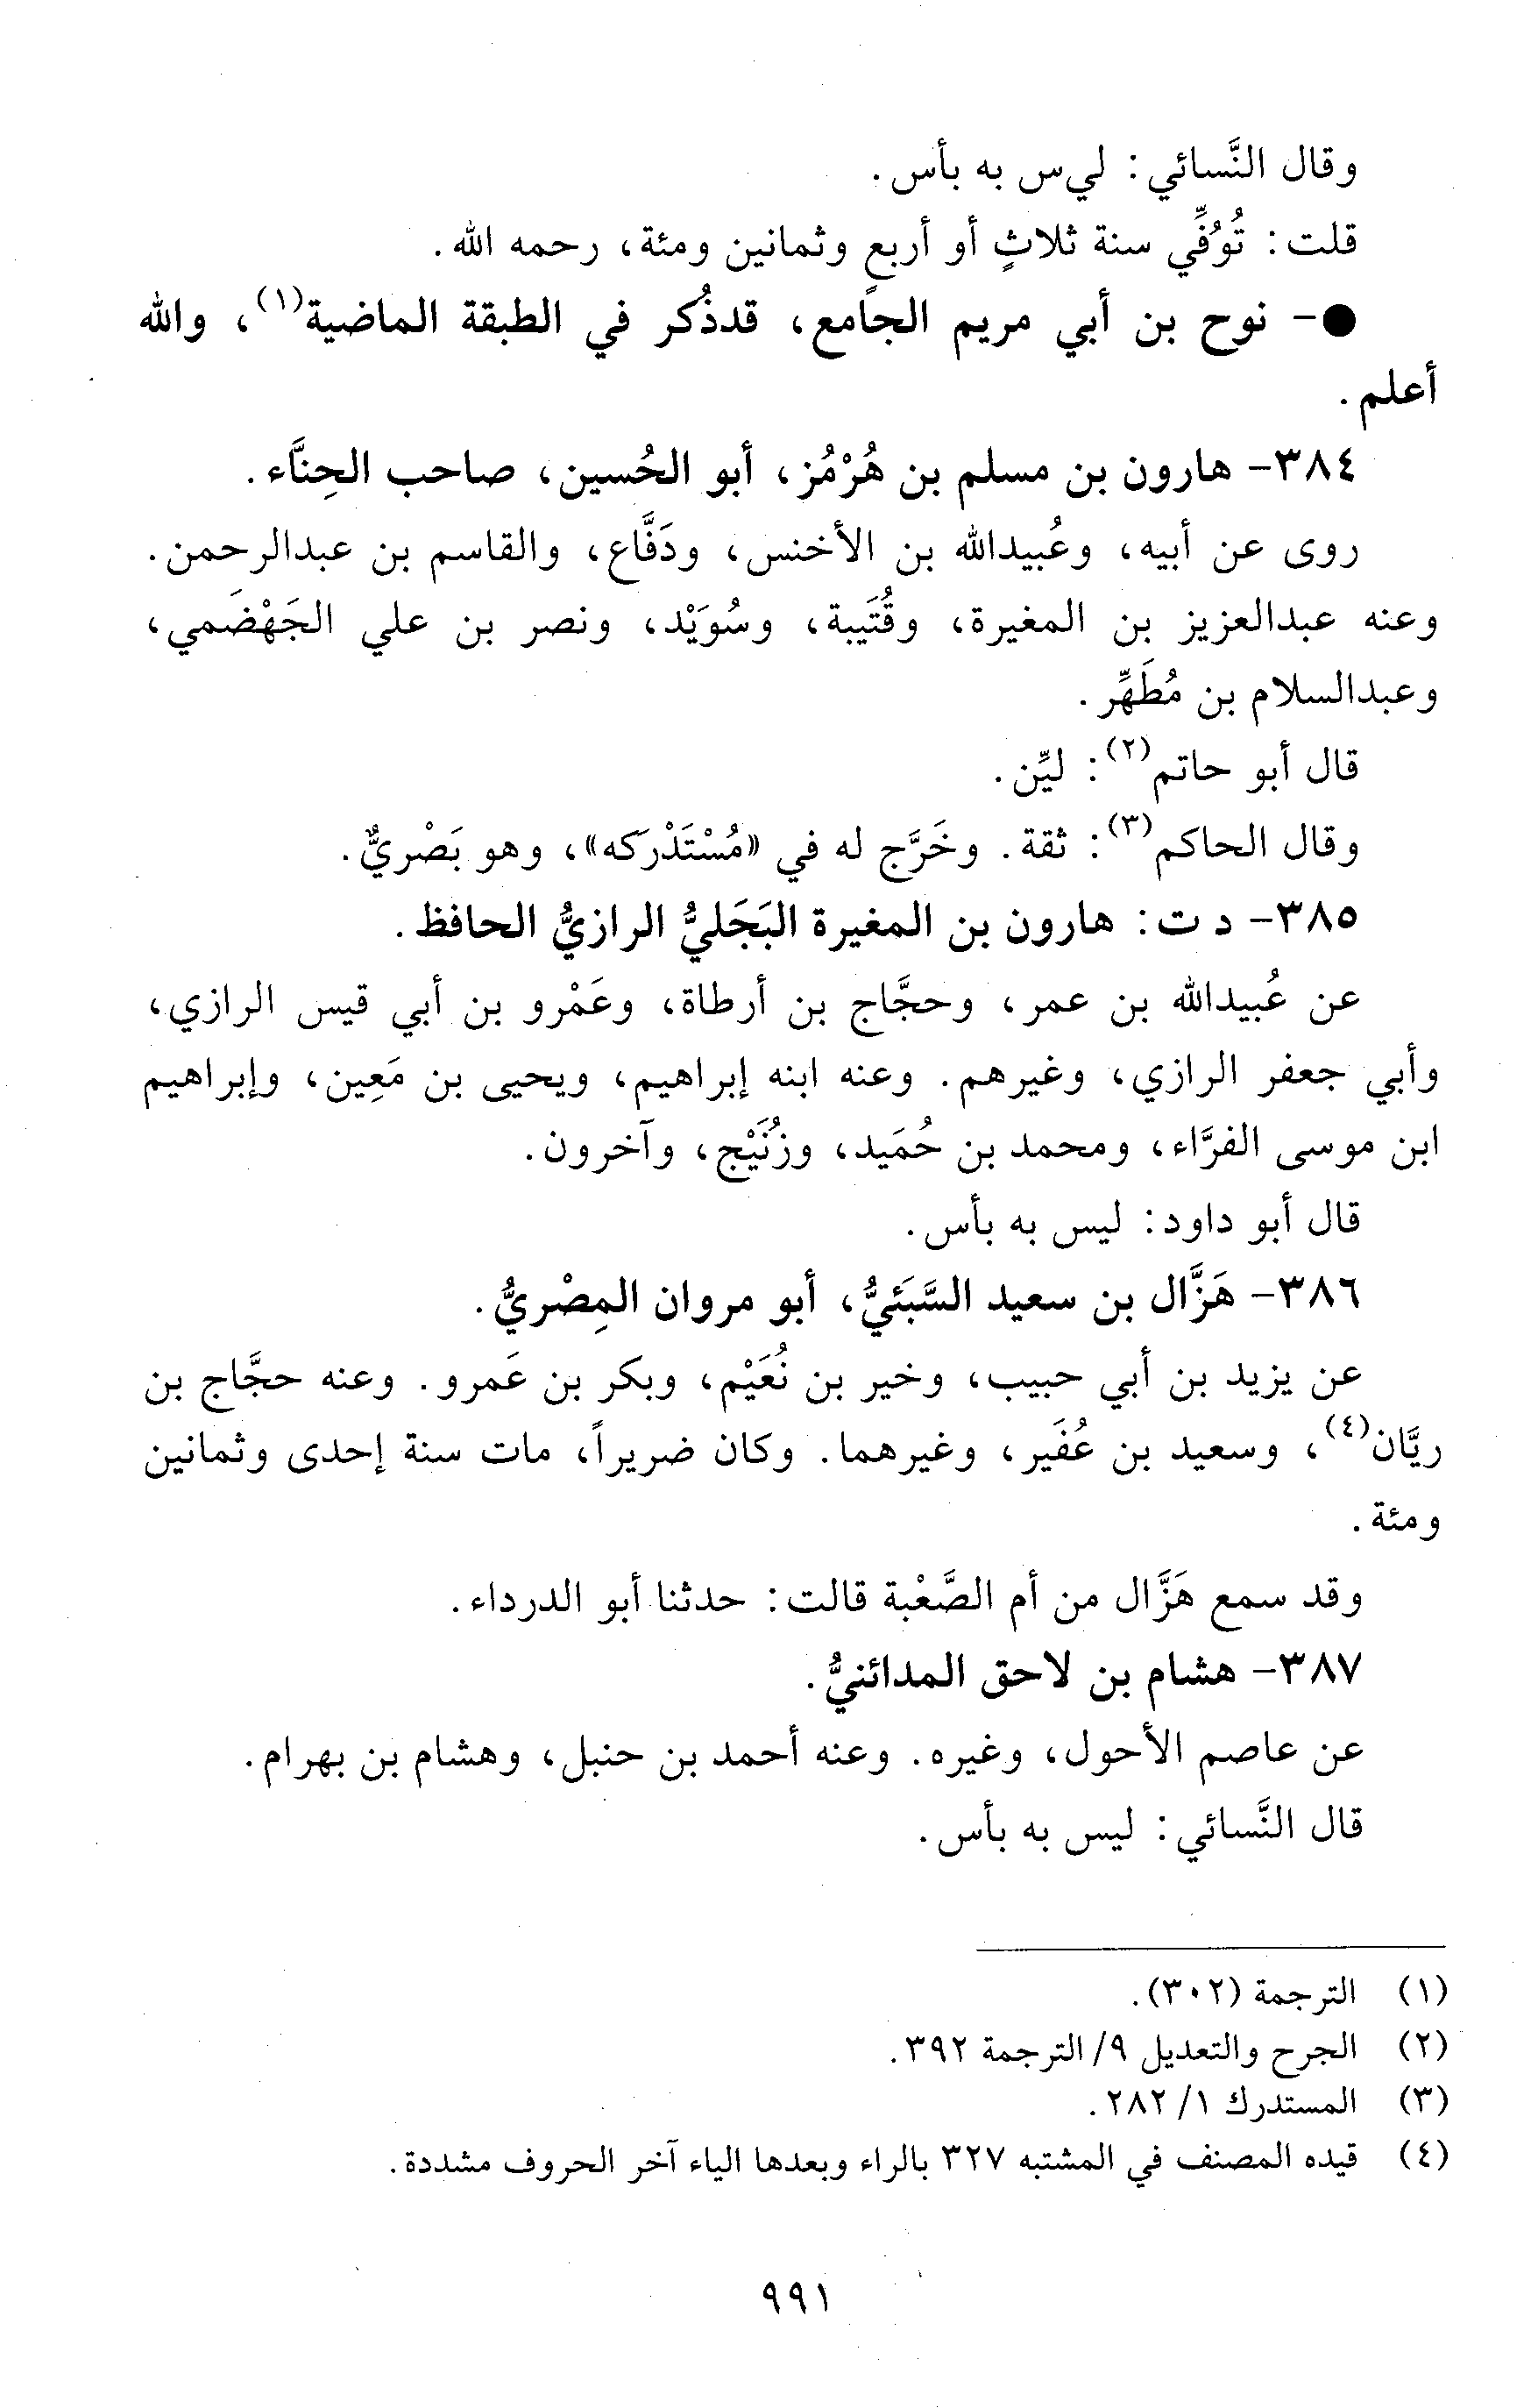 وقال النَّسائي: لي‌س به بأس.
قلت: تُوُفِّي سنة ثلاثٍ أو أربعٍ وثمانين ومئة، رحمه الله.
●- نوح بن أبي مريم الجامع، قدذُكر في الطبقة الماضية(١)، والله
أعلم.
٣٨٤- هارون بن مسلم بن هُرْمُز، أبو الحُسين، صاحب الحِنَّاء.
روى عن أبيه، وعُبيدالله بن الأخنس، ودَفَّاع، والقاسم بن عبدالرحمن.
وعنه عبدالعزيز بن المغيرة، وقُتَيبة، وسُوَيْد، ونصر بن علي الجَهْضَمي،
وعبدالسلام بن مُطَهِّر.
قال أبو حاتم(٢): ليِّن.
وقال الحاكم(٣): ثقة. وخَرَّج له في «مُسْتَدْرَكه»، وهو بَصْريٌّ.
٣٨٥- د ت: هارون بن المغيرة البَجَليُّ الرازيُّ الحافظ.
عن عُبيدالله بن عمر، وحجَّاج بن أرطاة، وعَمْرو بن أبي قيس الرازي،
وأبي جعفر الرازي، وغيرهم. وعنه ابنه إبراهيم، ويحيى بن مَعِين، وإبراهيم
ابن موسى الفرَّاء، ومحمد بن حُمَيد، وزُنَيْج، وآخرون.
قال أبو داود: ليس به بأس.
٣٨٦- هَزَّال بن سعيد السَّبَئيُّ، أبو مروان المِصْريُّ.
عن يزيد بن أبي حبيب، وخير بن نُعَيْم، وبكر بن عَمرو. وعنه حجَّاج بن
ريَّان(٤)، وسعيد بن عُفَير، وغيرهما. وكان ضريراً، مات سنة إحدى وثمانين
ومئة.
وقد سمع هَزَّال من أم الصَّعْبة قالت: حدثنا أبو الدرداء.
٣٨٧- هشام بن لاحق المدائنيُّ.
عن عاصم الأحول، وغيره. وعنه أحمد بن حنبل، وهشام بن بهرام.
قال النَّسائي: ليس به بأس.
(١) الترجمة (٣٠٢).
(٢) الجرح والتعديل ٩/ الترجمة ٣٩٢.
(٣) المستدرك ١/ ٢٨٢.
(٤) قيده المصنف في المشتبه ٣٢٧ بالراء وبعدها الياء آخر الحروف مشددة.
٩٩١